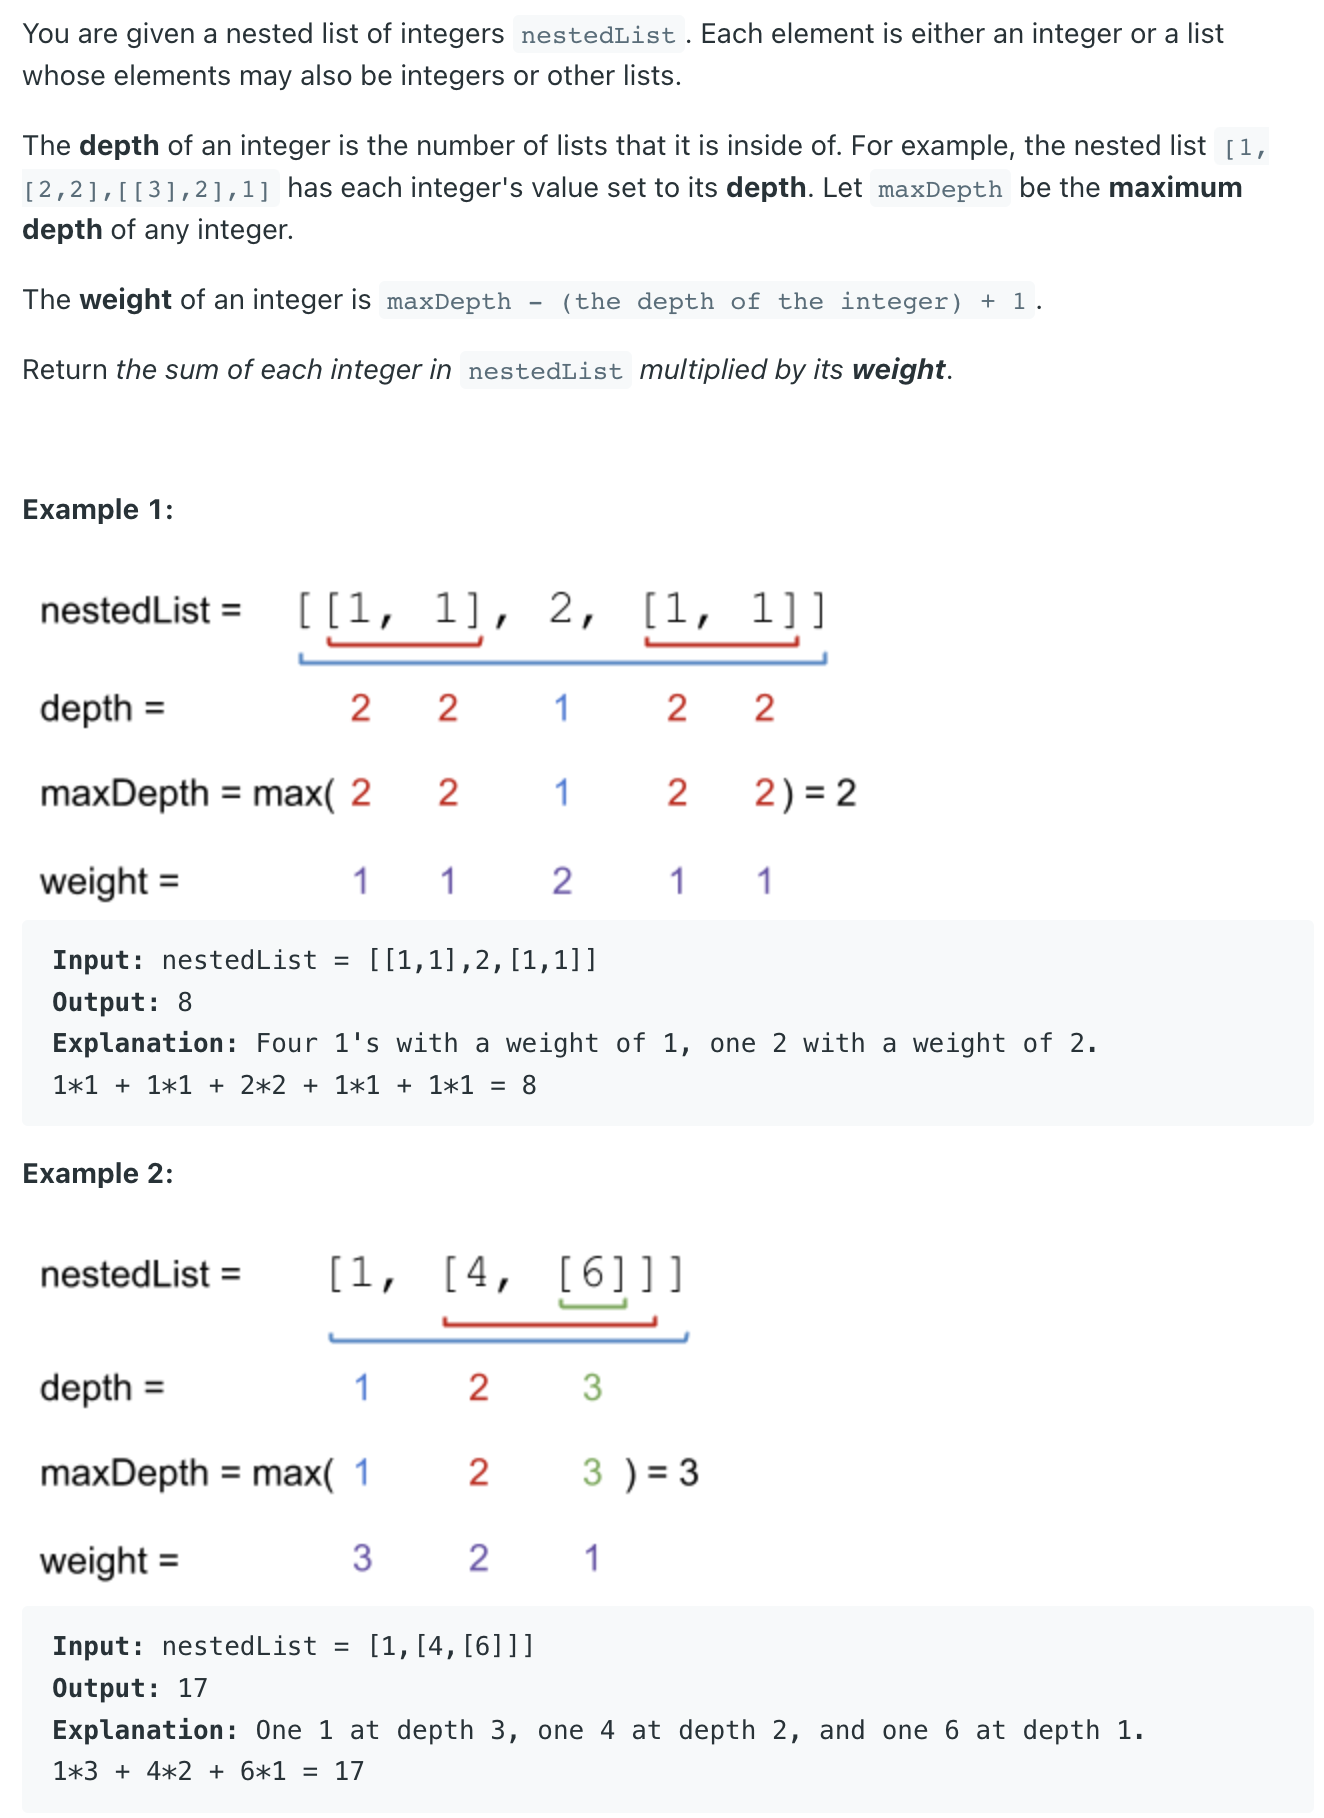 You are given a nested list of integers nestedList. Each element is either an integer or a list
whose elements may also be integers or other lists.
The depth of an integer is the number of lists that it is inside of. For example, the nested list [1,
[2,2],[[3],2],1] has each integer's value set to its depth. Let maxDepth be the maximum
depth of any integer.
The weight of an integer is maxDepth - (the depth of the integer) + 1.
Return the sum of each integer in nestedList multiplied by its weight.
Example 1:
nestedList = [[1, 1], 2, [1, 1]]
depth = 2 2 1 2 2
maxDepth = max( 2 2 1 2 2 ) = 2
weight = 1 1 2 1 1
Input: nestedList = [[1,1],2,[1,1]]
Output: 8
Explanation: Four 1's with a weight of 1, one 2 with a weight of 2.
1*1 + 1*1 + 2*2 + 1*1 + 1*1 = 8
Example 2:
nestedList = [1, [4, [6]]]
depth = 1 2 3
maxDepth = max( 1 2 3 ) = 3
weight = 3 2 1
Input: nestedList = [1,[4,[6]]]
Output: 17
Explanation: One 1 at depth 3, one 4 at depth 2, and one 6 at depth 1.
1*3 + 4*2 + 6*1 = 17